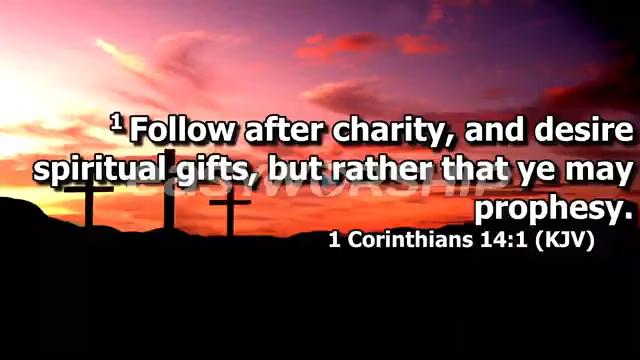 1 Follow after charity, and desire
spiritual gifts, but rather that ye may
easyworship
prophesy.
1 Corinthians 14:1 (KJV)